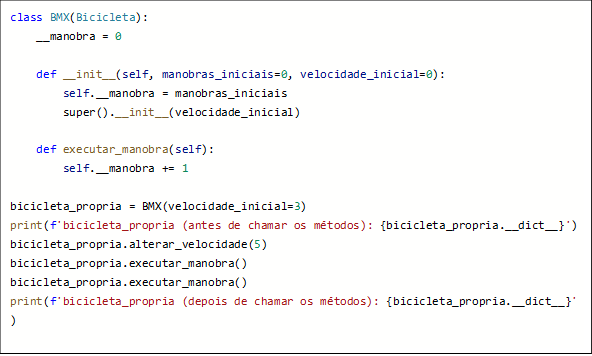 class BMX(Bicicleta):
    __manobra = 0

    def __init__(self, manobras_iniciais=0, velocidade_inicial=0):
        self.__manobra = manobras_iniciais
        super().__init__(velocidade_inicial)

    def executar_manobra(self):
        self.__manobra += 1

bicicleta_propria = BMX(velocidade_inicial=3)
print(f'bicicleta_propria (antes de chamar os métodos): {bicicleta_propria.__dict__}')
bicicleta_propria.alterar_velocidade(5)
bicicleta_propria.executar_manobra()
bicicleta_propria.executar_manobra()
print(f'bicicleta_propria (depois de chamar os métodos): {bicicleta_propria.__dict__}'
)